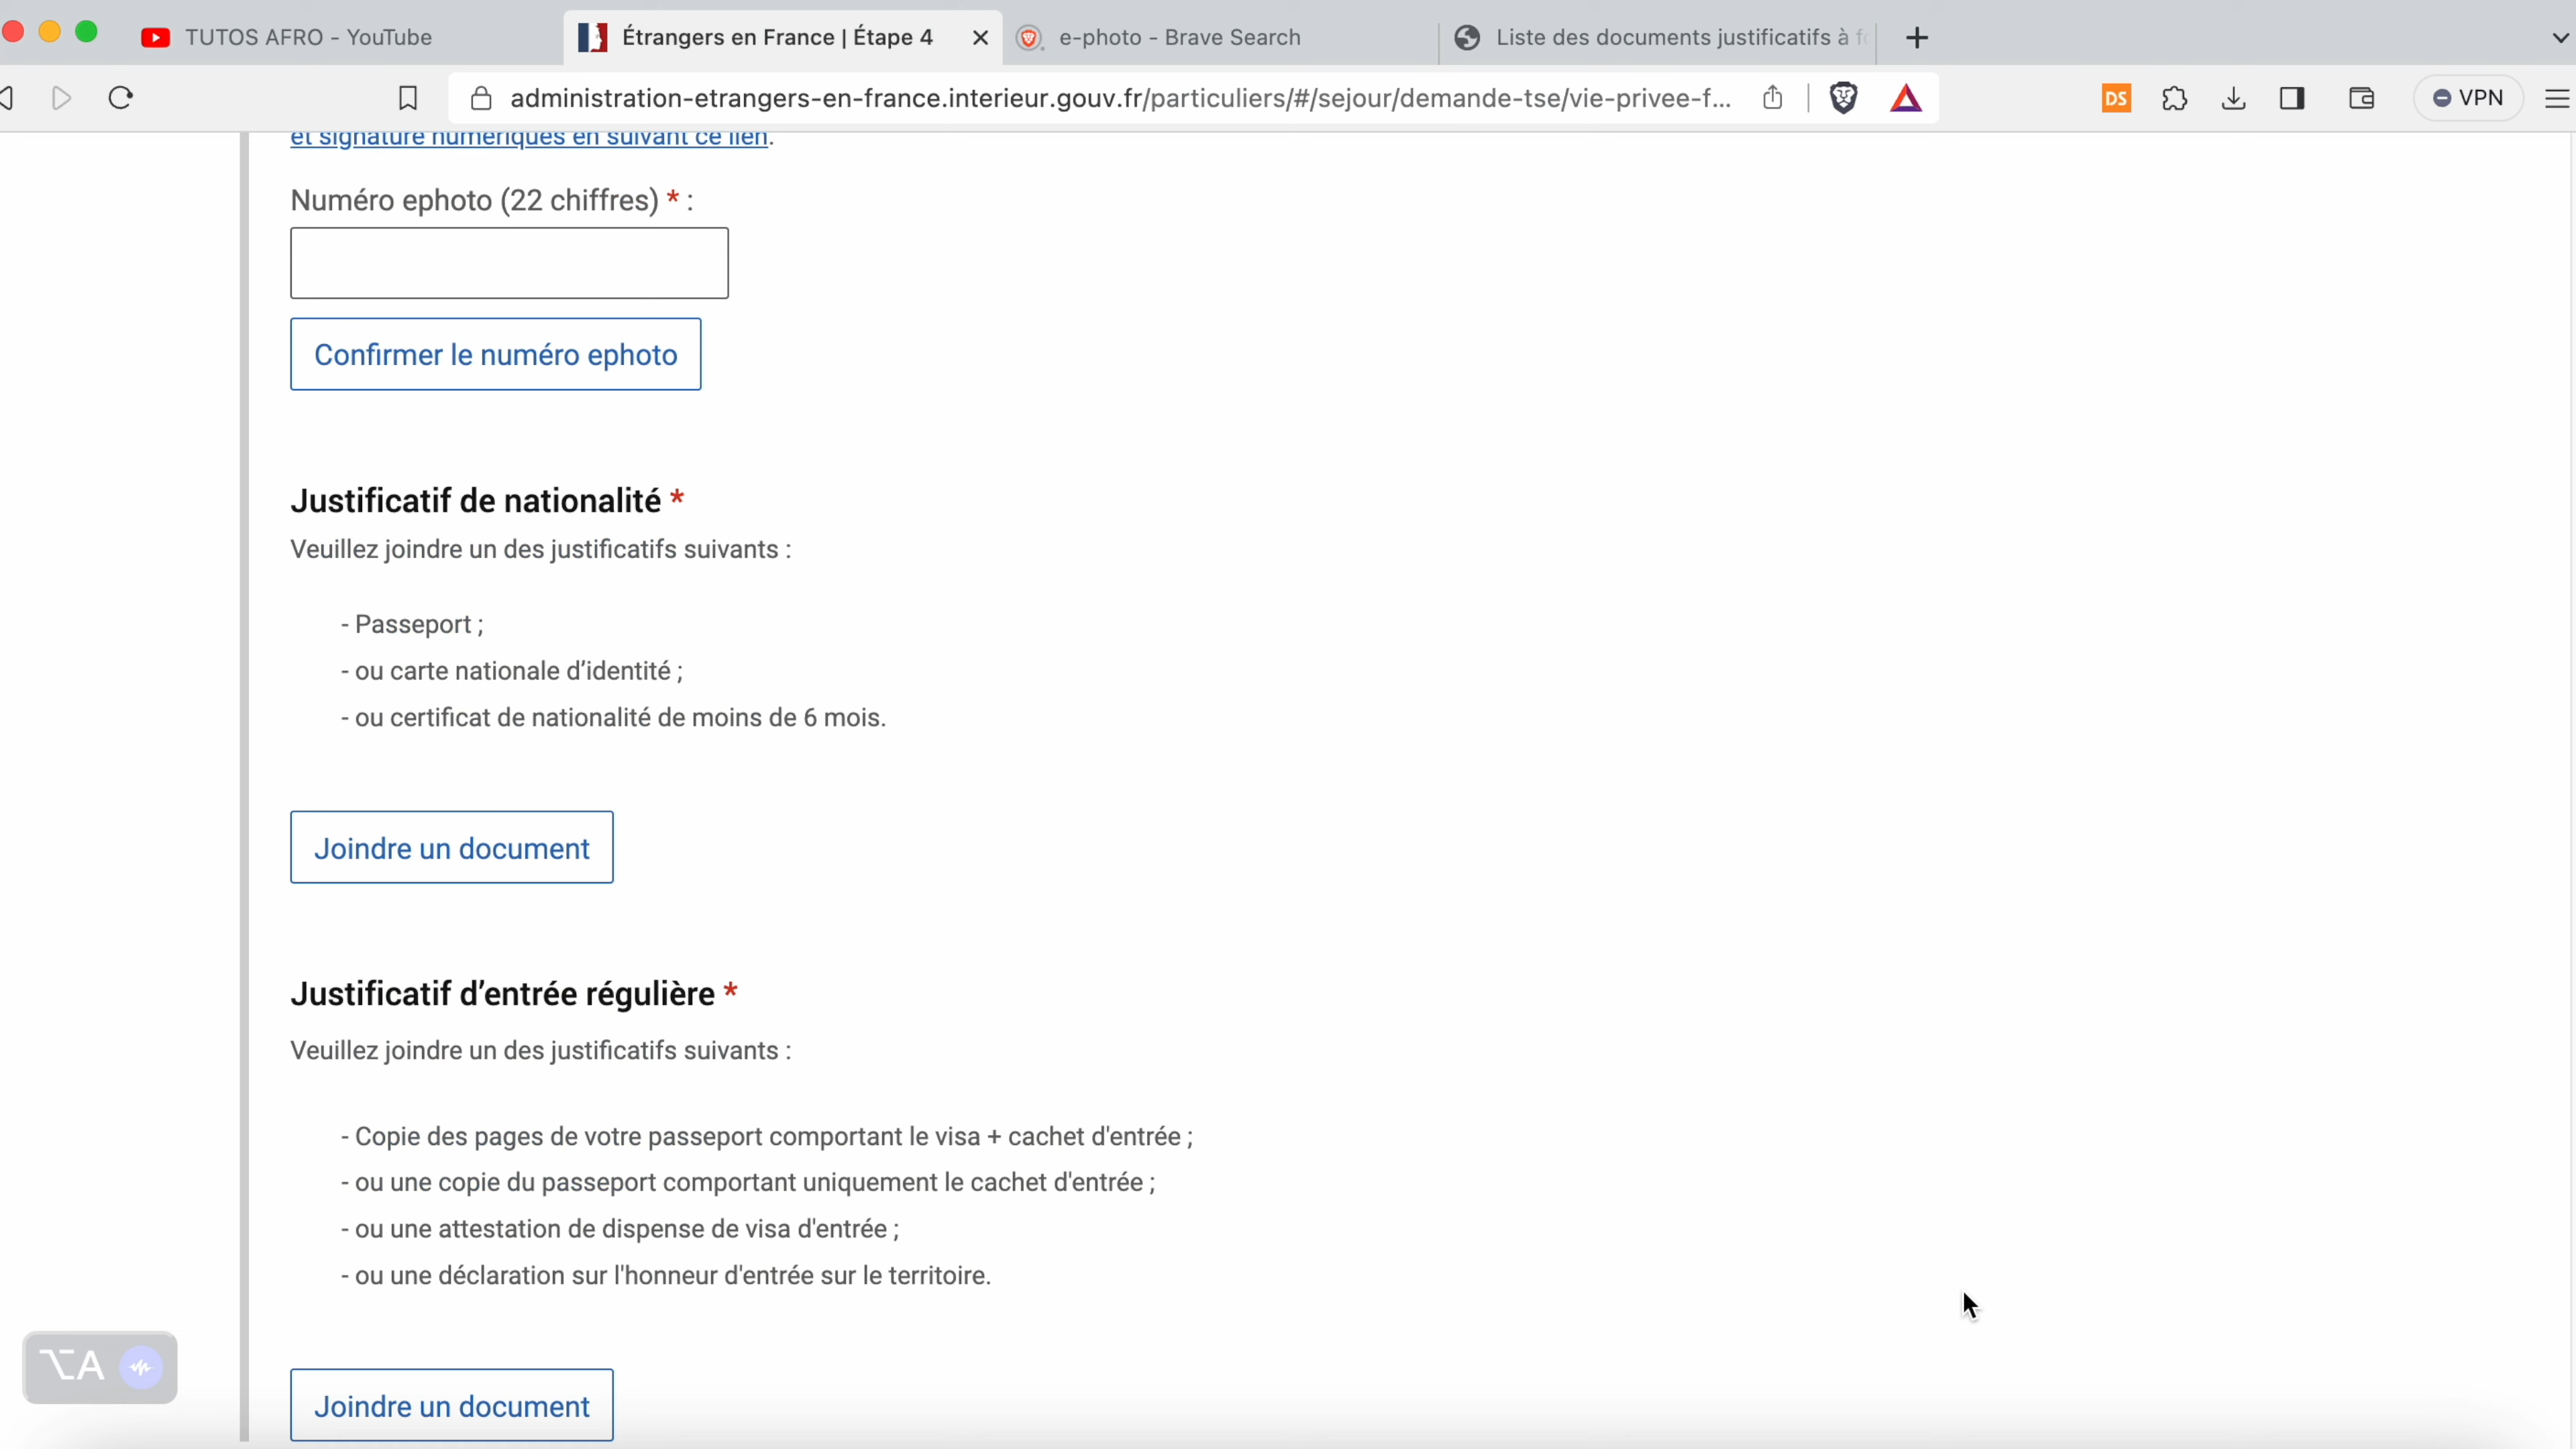 TUTOS AFRO - YouTube
Étrangers en France | Étape 4
e-photo - Brave Search
Liste des documents justificatifs à
administration-etrangers-en-france.interieur.gouv.fr/particuliers/#/sejour/demande-tse/vie-privee-f...
DS
VPN
et signature numériques en suivant ce lien.
Numéro ephoto (22 chiffres) * :
Confirmer le numéro ephoto
Justificatif de nationalité *
Veuillez joindre un des justificatifs suivants :
- Passeport ;
- ou carte nationale d’identité ;
- ou certificat de nationalité de moins de 6 mois.
Joindre un document
Justificatif d’entrée régulière *
Veuillez joindre un des justificatifs suivants :
- Copie des pages de votre passeport comportant le visa + cachet d'entrée ;
- ou une copie du passeport comportant uniquement le cachet d'entrée ;
- ou une attestation de dispense de visa d'entrée ;
- ou une déclaration sur l'honneur d'entrée sur le territoire.
⌥A
Joindre un document